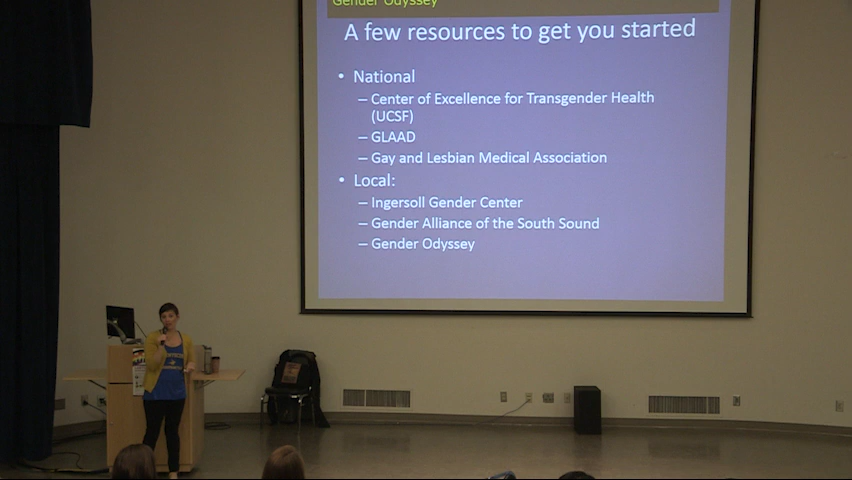 Gender Odyssey
A few resources to get you started
• National
– Center of Excellence for Transgender Health
(UCSF)
– GLAAD
– Gay and Lesbian Medical Association
• Local:
– Ingersoll Gender Center
– Gender Alliance of the South Sound
– Gender Odyssey